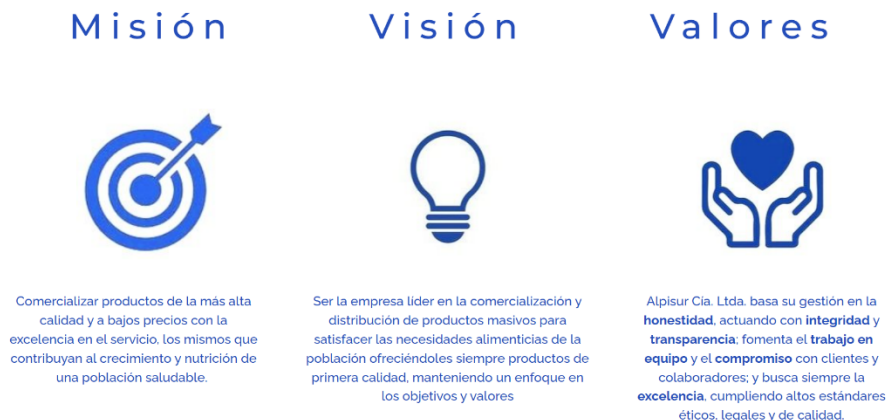 Misión
Comercializar productos de la más alta
calidad y a bajos precios con la
excelencia en el servicio, los mismos que
contribuyan al crecimiento y nutrición de
una población saludable.
Visión
Ser la empresa líder en la comercialización y
distribución de productos masivos para
satisfacer las necesidades alimenticias de la
población ofreciéndoles siempre productos de
primera calidad, manteniendo un enfoque en
los objetivos y valores
Valores
Alpisur Cía. Ltda. basa su gestión en la
honestidad, actuando con integridad y
transparencia; fomenta el trabajo en
equipo y el compromiso con clientes y
colaboradores; y busca siempre la
excelencia, cumpliendo altos estándares
éticos, legales y de calidad.